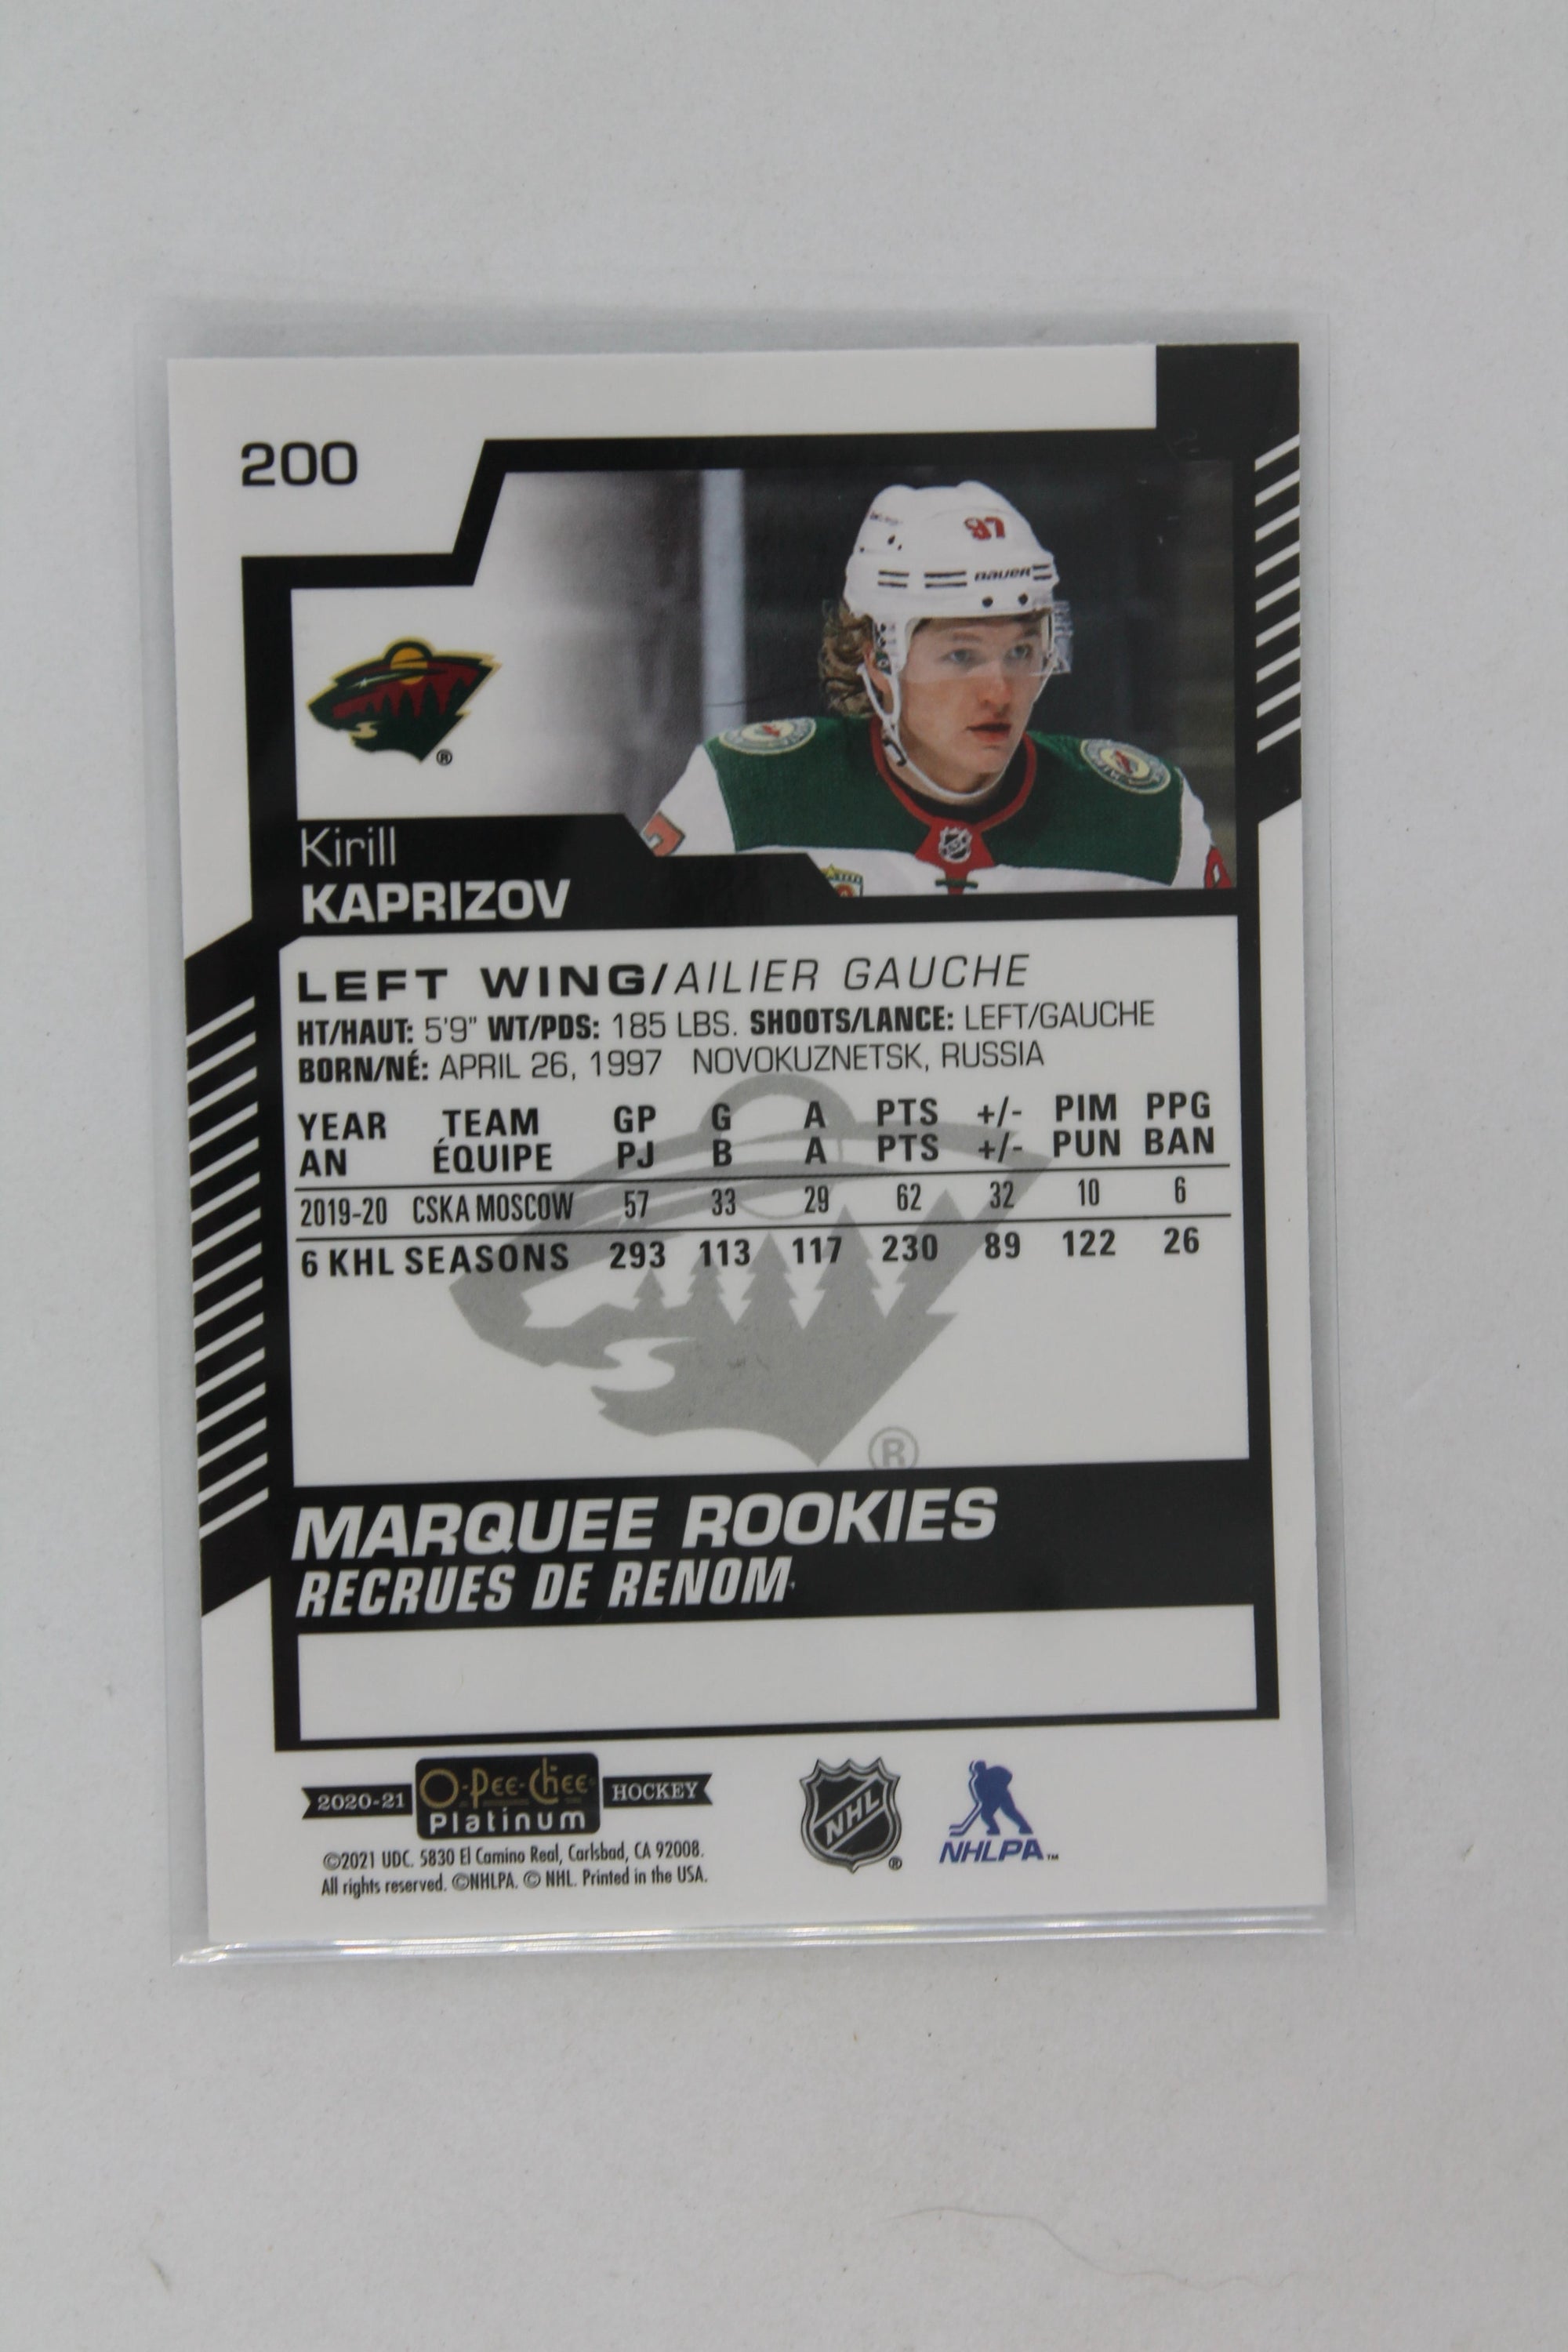 200
97
BAUER
®
Kirill
KAPRIZOV
LEFT WING/AILIER GAUCHE
HT/HAUT: 5'9" WT/PDS: 185 LBS. SHOOTS/LANCE: LEFT/GAUCHE
BORN/NÉ: APRIL 26, 1997 NOVOKUZNETSK, RUSSIA
YEAR TEAM GP G A PTS +/- PIM PPG
AN ÉQUIPE PJ B A PTS +/- PUN BAN
2019-20 CSKA MOSCOW 57 33 29 62 32 10 6
6 KHL SEASONS 293 113 117 230 89 122 26
®
MARQUEE ROOKIES
RECRUES DE RENOM
2020-21 O-Pee-Chee Platinum HOCKEY
©2021 UDC. 5830 El Camino Real, Carlsbad, CA 92008.
All rights reserved. ©NHLPA. © NHL. Printed in the USA.
NHL ®
NHLPA™